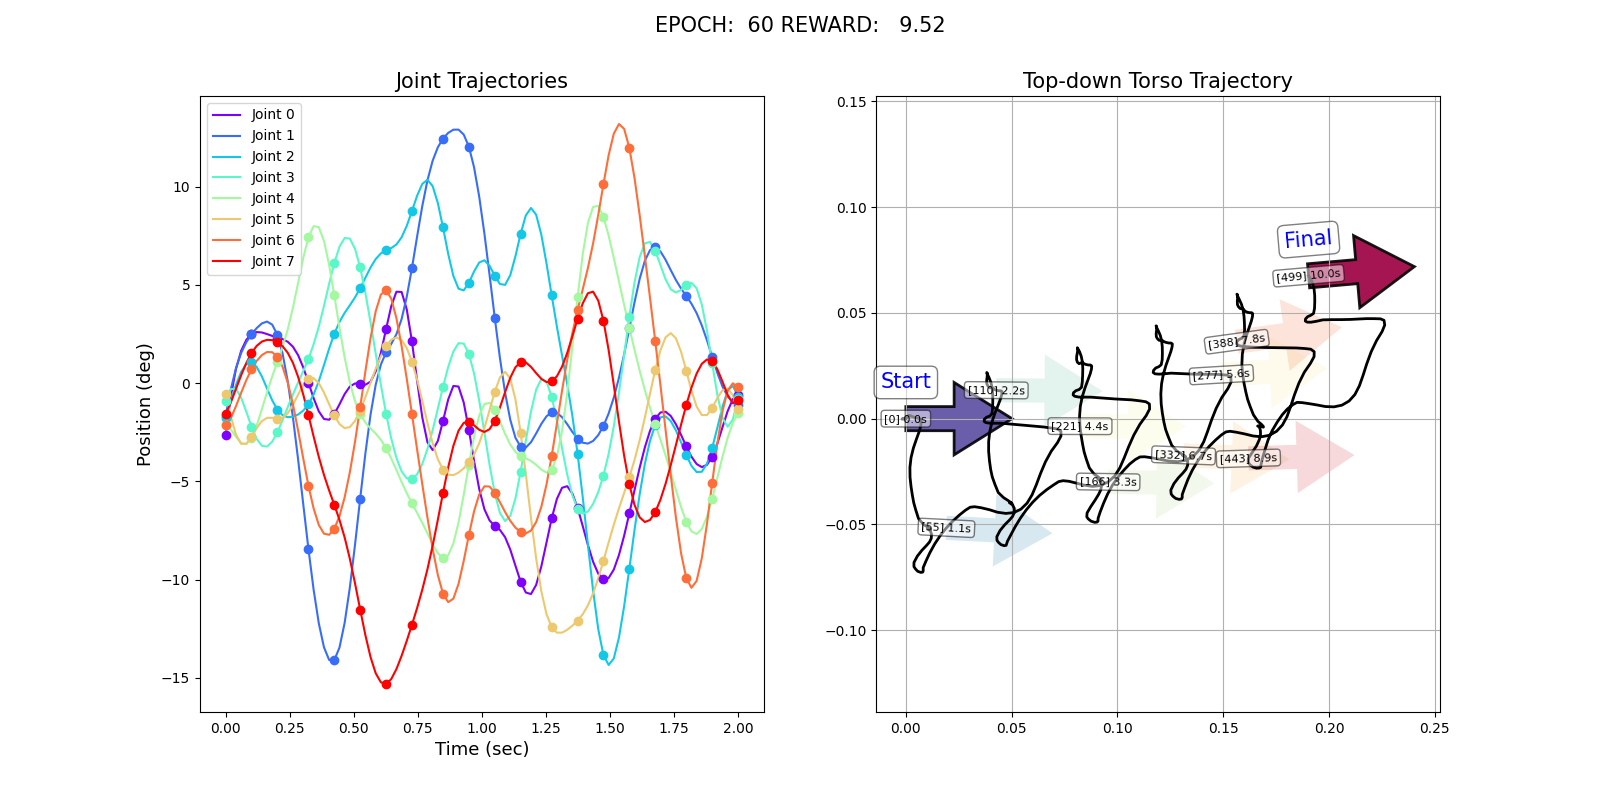 EPOCH:  60 REWARD:   9.52
Joint Trajectories
Joint 0
Joint 1
Joint 2
Joint 3
Joint 4
Joint 5
Joint 6
Joint 7
Position (deg)
10
5
0
−5
−10
−15
0.00 0.25 0.50 0.75 1.00 1.25 1.50 1.75 2.00
Time (sec)
Top-down Torso Trajectory
0.15
0.10
0.05
0.00
−0.05
−0.10
Final
[499] 10.0s
[388] 7.8s
Start
[110] 2.2s
[277] 5.6s
[0] 0.0s
[221] 4.4s
[332] 6.7s
[443] 8.9s
[166] 3.3s
[55] 1.1s
0.00 0.05 0.10 0.15 0.20 0.25